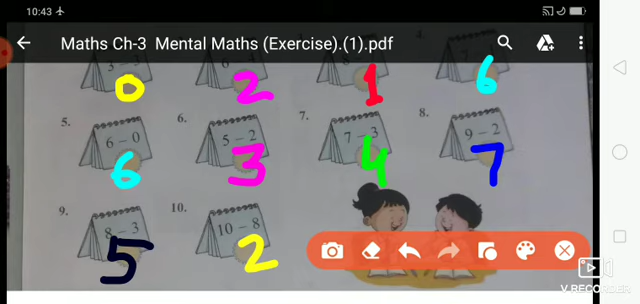 10:43
Maths Ch-3 Mental Maths (Exercise).(1).pdf
3 - 3
0
2
1
6
5. 6 - 0
6
6. 5 - 2
3
7. 7 - 3
4
8. 9 - 2
7
9. 8 - 3
5
10. 10 - 8
2
V RECORDER